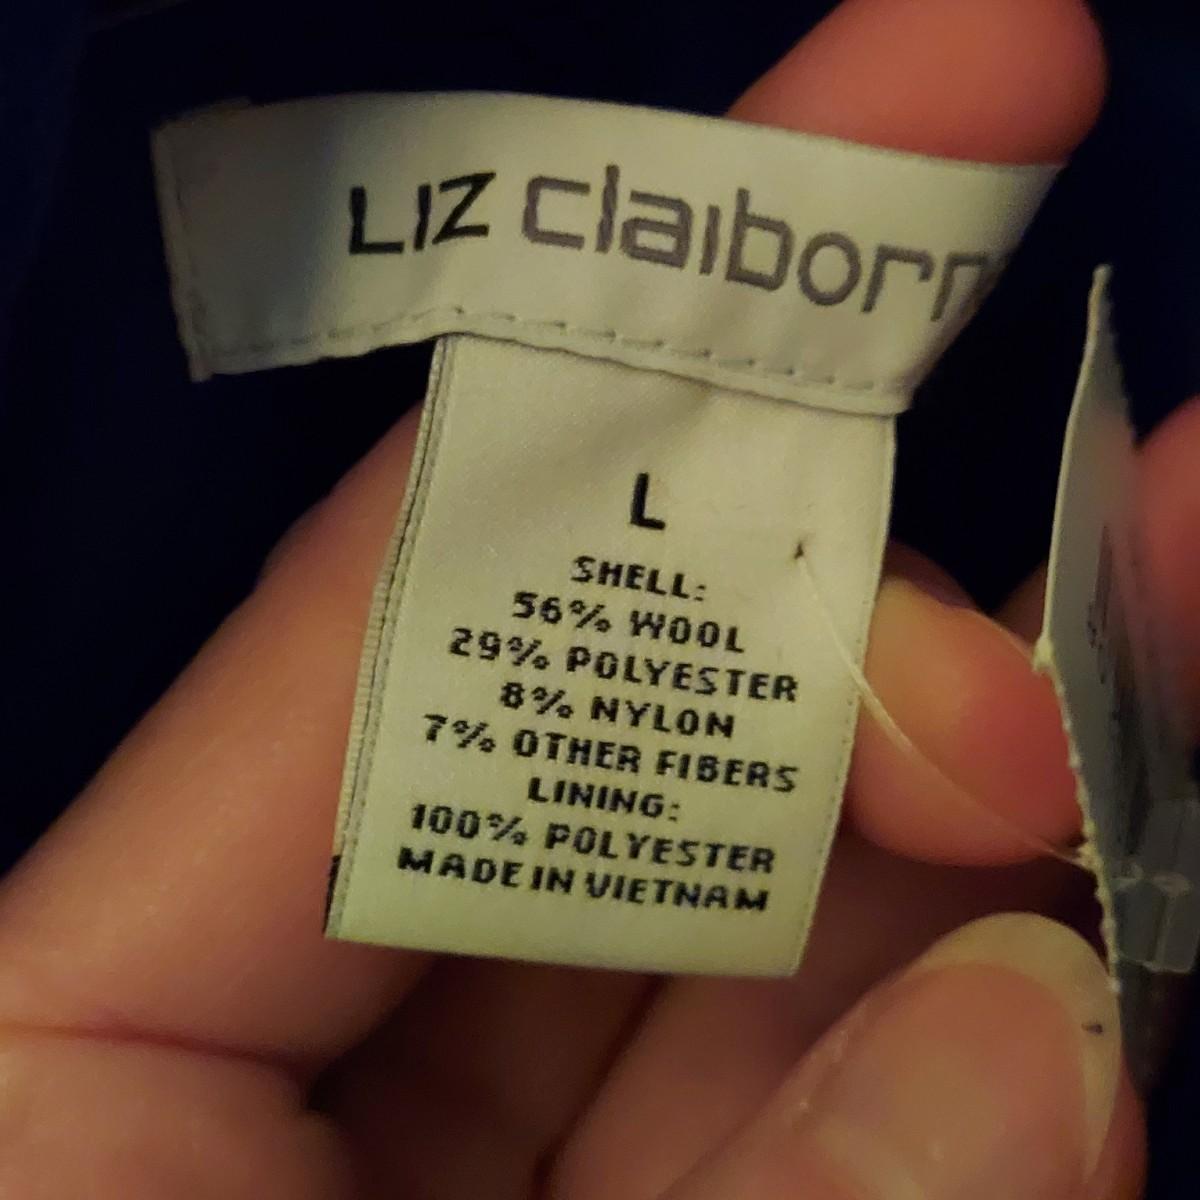 LIZ claiborn
L
SHELL:
56% WOOL
29% POLYESTER
8% NYLON
7% OTHER FIBERS
LINING:
100% POLYESTER
MADE IN VIETNAM